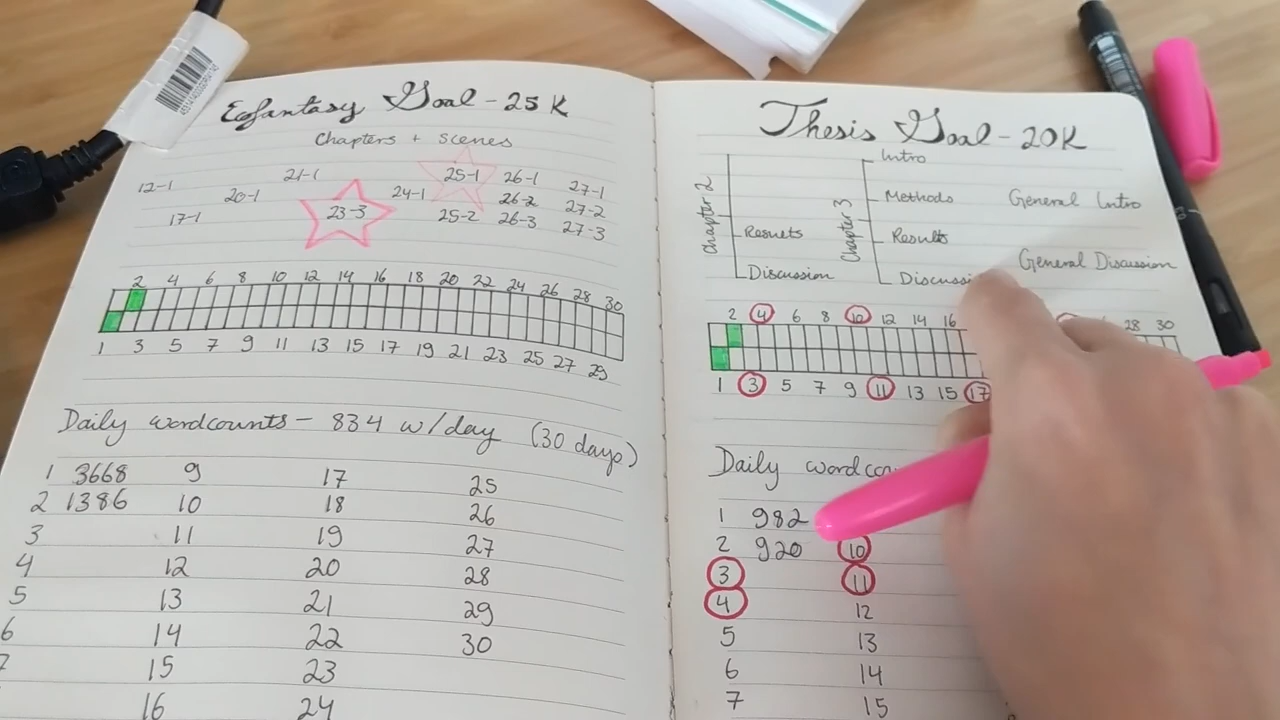 Ecofantasy Goal - 25K
Chapters + scenes
12-1 20-1 21-1 24-1 25-1 26-1 27-1
17-1 23-3 25-2 26-2 27-2
26-3 27-3
2 4 6 8 10 12 14 16 18 20 22 24 26 28 30
1 3 5 7 9 11 13 15 17 19 21 23 25 27 29
Daily wordcounts - 834 w/day (30 days)
1 3668 9 17 25
2 1386 10 18 26
3 11 19 27
4 12 20 28
5 13 21 29
6 14 22 30
7 15 23
16 24
Thesis Goal - 20K
Chapter 2
Results
Discussion
Chapter 3
Intro
Methods
Results
Discussi
General Intro
General Discussion
2 4 6 8 10 12 14 16 28 30
1 3 5 7 9 11 13 15 17
Daily wordco
1 982
2 920 10
3 11
4 12
5 13
6 14
7 15